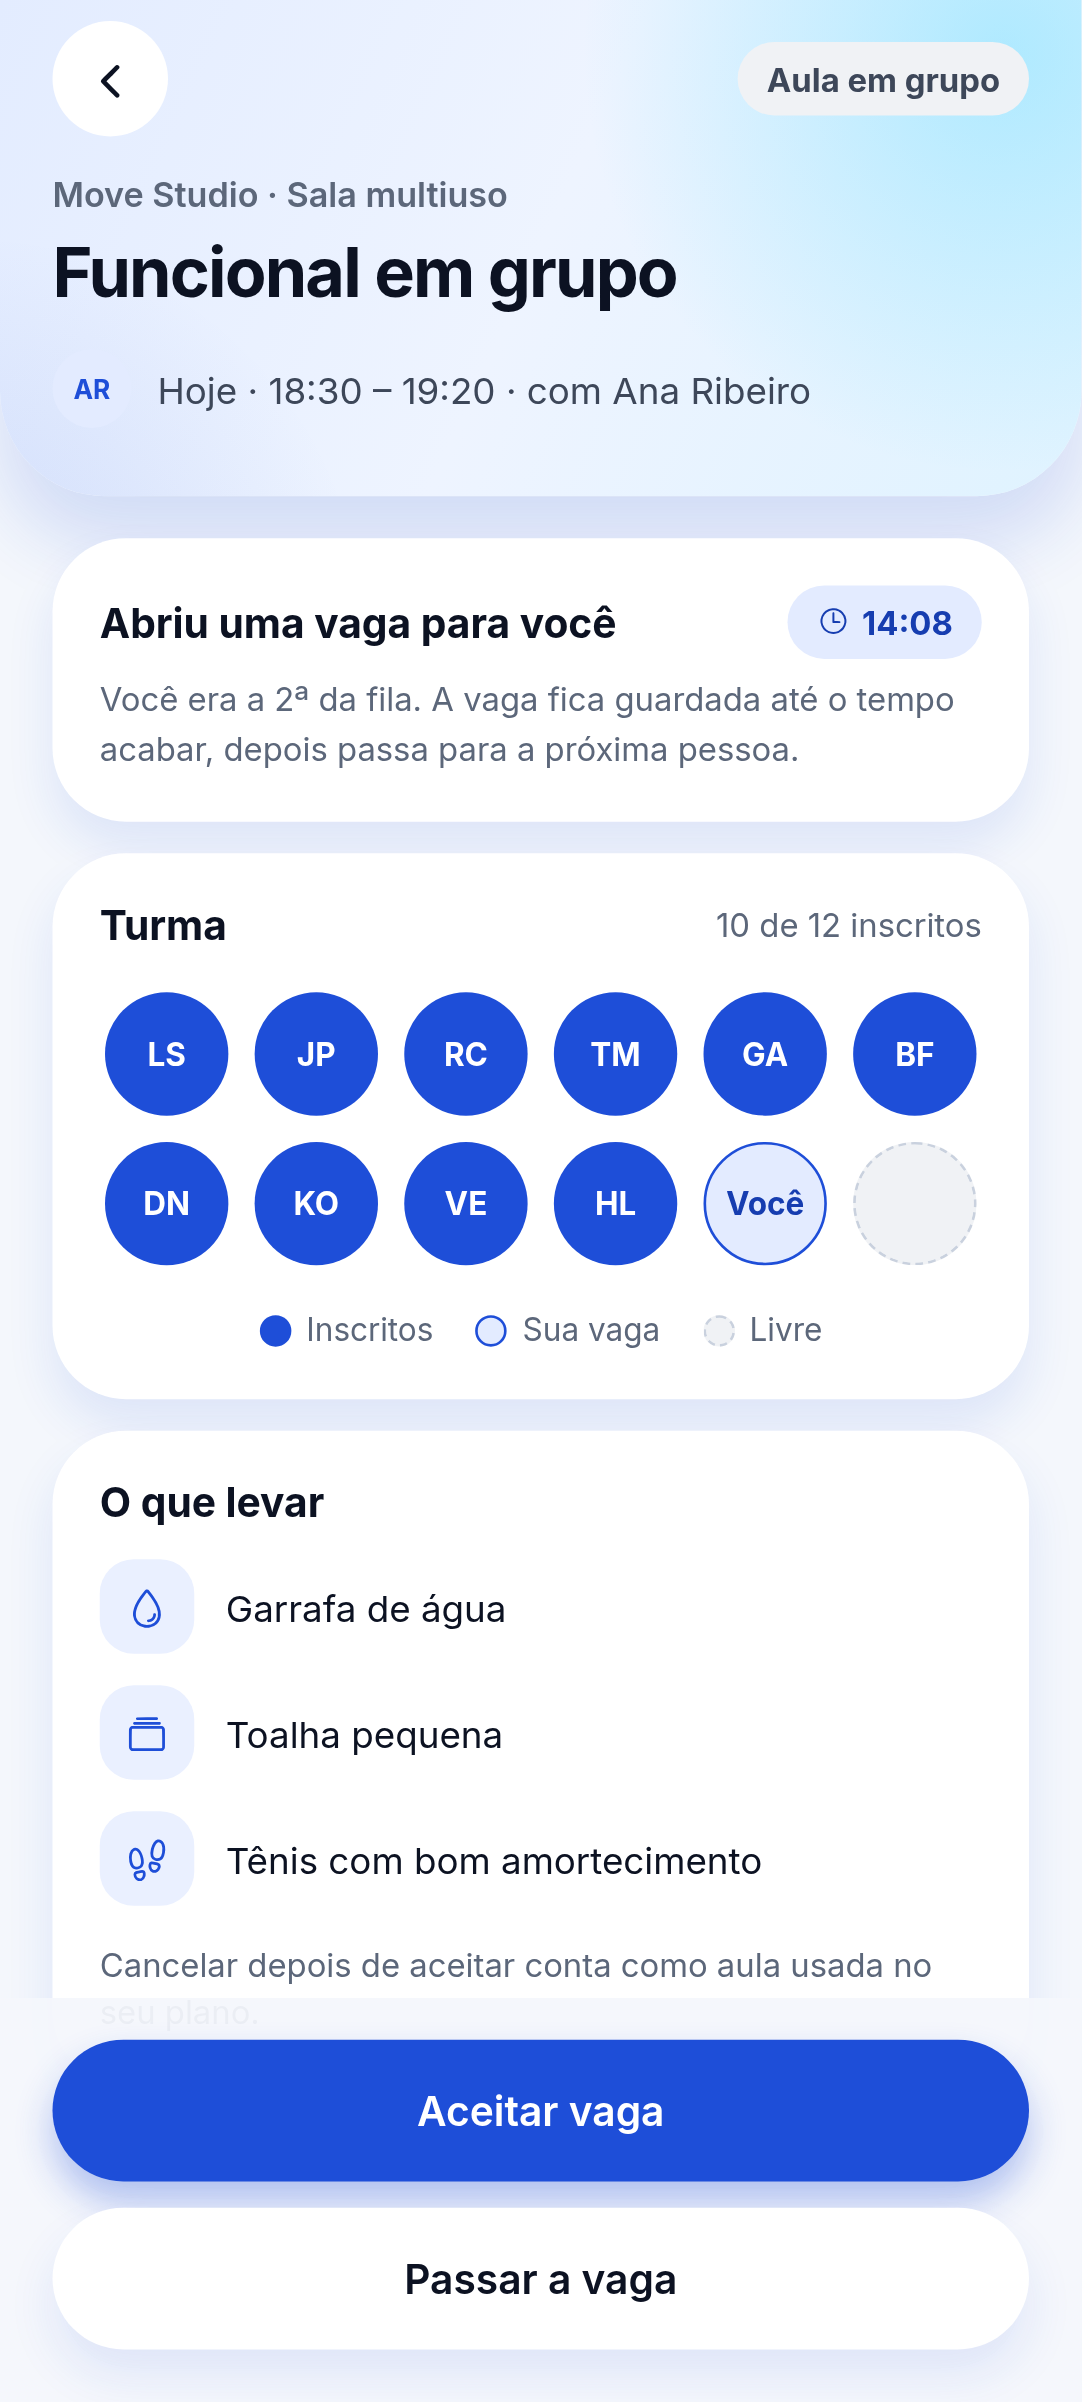 Aula em grupo
Move Studio · Sala multiuso
Funcional em grupo
AR
Hoje · 18:30 – 19:20 · com Ana Ribeiro
Abriu uma vaga para você
14:08
Você era a 2ª da fila. A vaga fica guardada até o tempo
acabar, depois passa para a próxima pessoa.
Turma
10 de 12 inscritos
LS JP RC TM GA BF
DN KO VE HL Você
Inscritos Sua vaga Livre
O que levar
Garrafa de água
Toalha pequena
Tênis com bom amortecimento
Cancelar depois de aceitar conta como aula usada no
seu plano.
Aceitar vaga
Passar a vaga